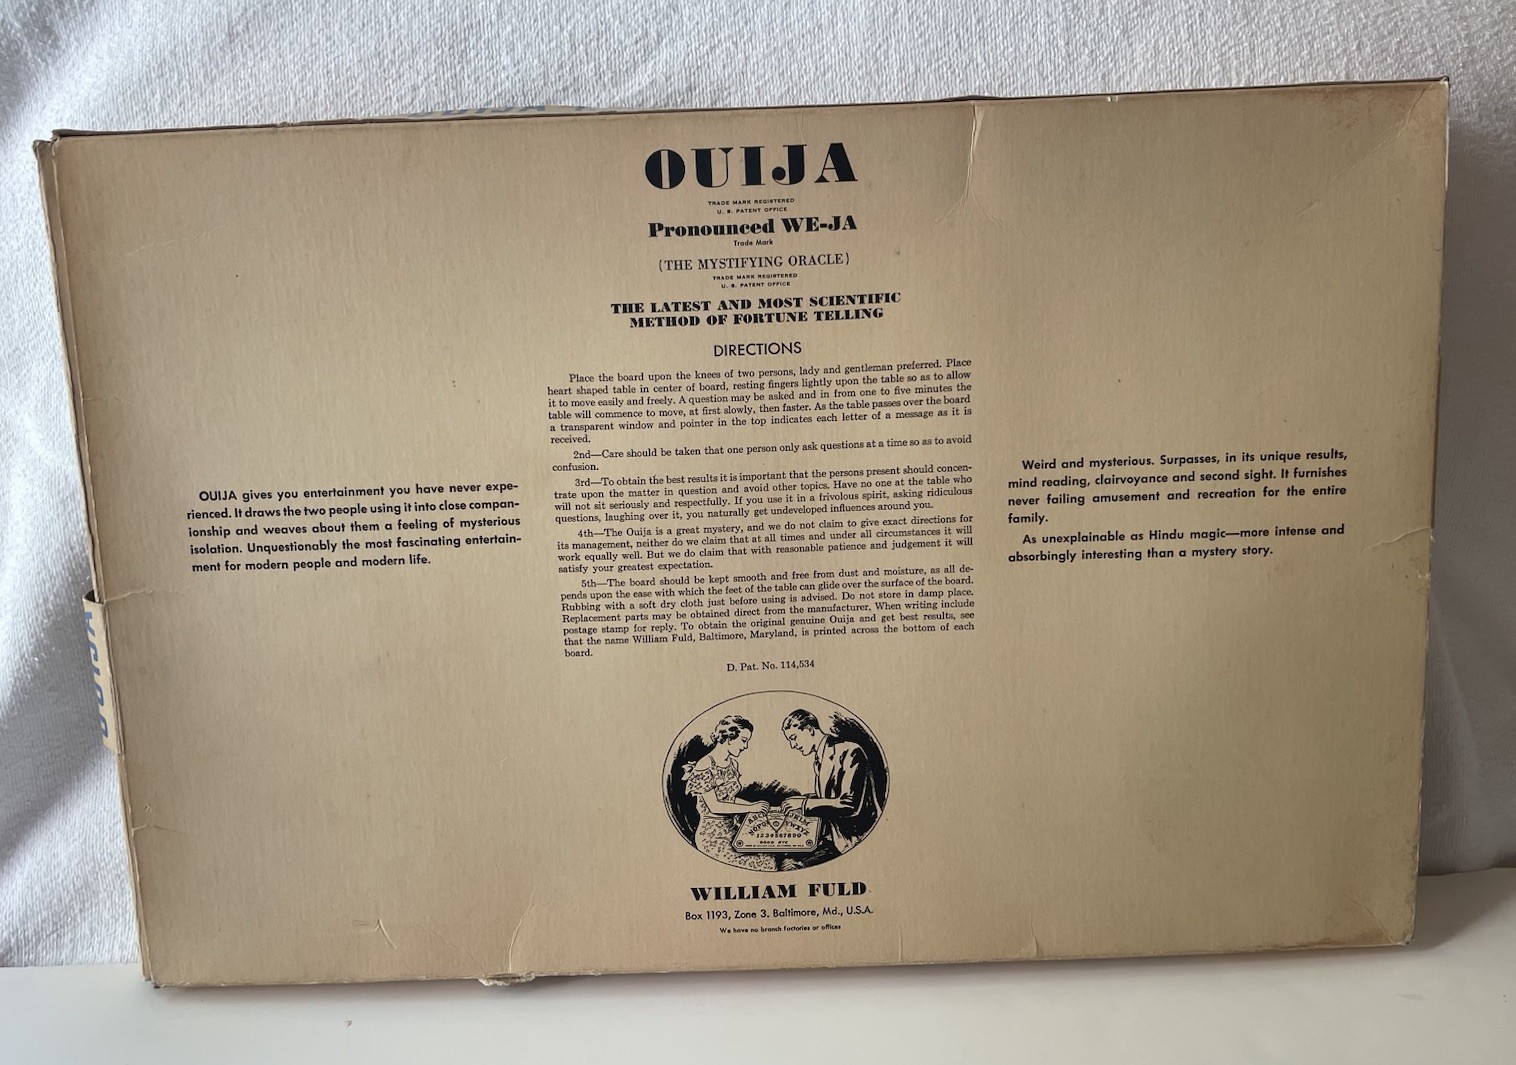 OUIJA
TRADE MARK REGISTERED
U. S. PATENT OFFICE
Pronounced WE-JA
Trade Mark
(THE MYSTIFYING ORACLE)
TRADE MARK REGISTERED
U. S. PATENT OFFICE
THE LATEST AND MOST SCIENTIFIC
METHOD OF FORTUNE TELLING
DIRECTIONS
Place the board upon the knees of two persons, lady and gentleman preferred. Place
heart shaped table in center of board, resting fingers lightly upon the table so as to allow
it to move easily and freely. A question may be asked and in from one to five minutes the
table will commence to move, at first slowly, then faster. As the table passes over the board
a transparent window and pointer in the top indicates each letter of a message as it is
received.
2nd—Care should be taken that one person only ask questions at a time so as to avoid
confusion.
3rd—To obtain the best results it is important that the persons present should concen-
trate upon the matter in question and avoid other topics. Have no one at the table who
will not sit seriously and respectfully. If you use it in a frivolous spirit, asking ridiculous
questions, laughing over it, you naturally get undeveloped influences around you.
4th—The Ouija is a great mystery, and we do not claim to give exact directions for
its management, neither do we claim that at all times and under all circumstances it will
work equally well. But we do claim that with reasonable patience and judgement it will
satisfy your greatest expectation.
5th—The board should be kept smooth and free from dust and moisture, as all de-
pends upon the ease with which the feet of the table can glide over the surface of the board.
Rubbing with a soft dry cloth just before using is advised. Do not store in damp place.
Replacement parts may be obtained direct from the manufacturer. When writing include
postage stamp for reply. To obtain the original genuine Ouija and get best results, see
that the name William Fuld, Baltimore, Maryland, is printed across the bottom of each
board.
D. Pat. No. 114,534
OUIJA gives you entertainment you have never expe-
rienced. It draws the two people using it into close compan-
ionship and weaves about them a feeling of mysterious
isolation. Unquestionably the most fascinating entertain-
ment for modern people and modern life.
Weird and mysterious. Surpasses, in its unique results,
mind reading, clairvoyance and second sight. It furnishes
never failing amusement and recreation for the entire
family.
As unexplainable as Hindu magic—more intense and
absorbingly interesting than a mystery story.
1234567890
GOOD BYE
WILLIAM FULD
Box 1193, Zone 3. Baltimore, Md., U.S.A.
We have no branch factories or offices
OUIJA